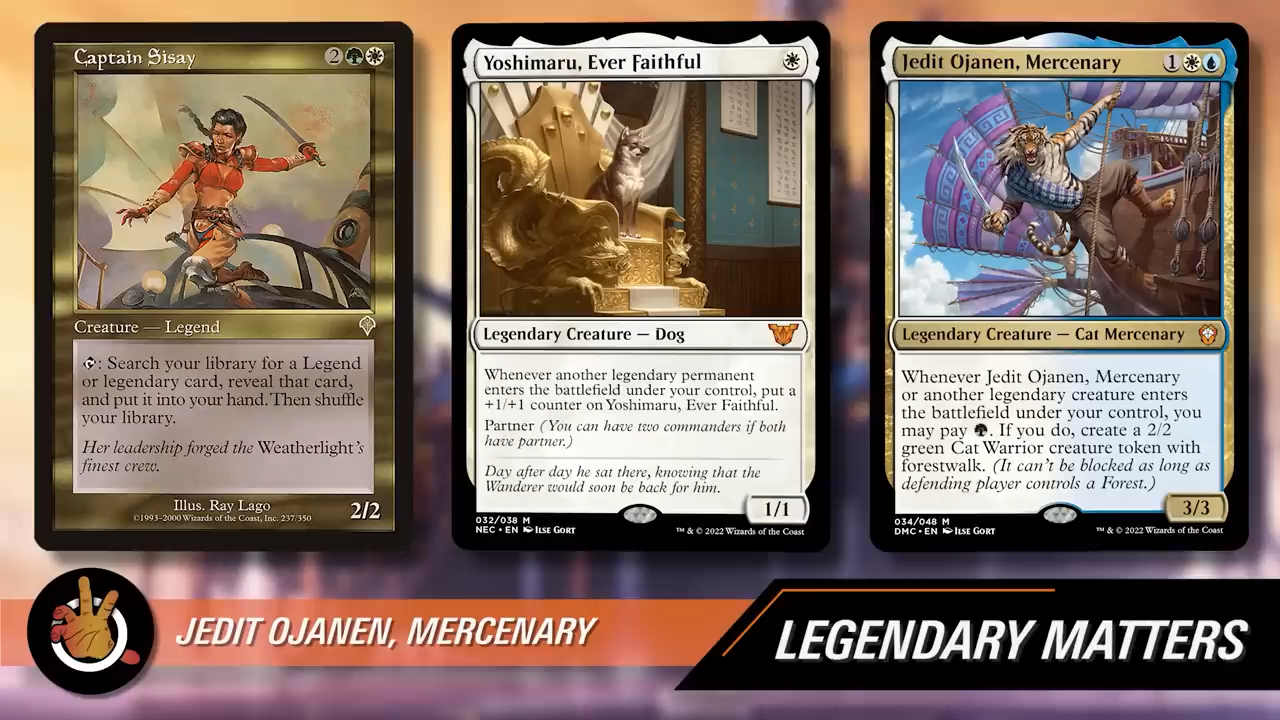 Captain Sisay
2
Creature — Legend
: Search your library for a Legend
or legendary card, reveal that card,
and put it into your hand. Then shuffle
your library.
Her leadership forged the Weatherlight's
finest crew.
Illus. Ray Lago
©1993–2000 Wizards of the Coast, Inc. 237/350
2/2
Yoshimaru, Ever Faithful
Legendary Creature — Dog
Whenever another legendary permanent
enters the battlefield under your control, put a
+1/+1 counter on Yoshimaru, Ever Faithful.
Partner (You can have two commanders if both
have partner.)
Day after day he sat there, knowing that the
Wanderer would soon be back for him.
1/1
032/038 M
NEC • EN ILSE GORT
™ & © 2022 Wizards of the Coast
Jedit Ojanen, Mercenary
1
Legendary Creature — Cat Mercenary
Whenever Jedit Ojanen, Mercenary
or another legendary creature enters
the battlefield under your control, you
may pay . If you do, create a 2/2
green Cat Warrior creature token with
forestwalk. (It can't be blocked as long as
defending player controls a Forest.)
3/3
034/048 M
DMC • EN ILSE GORT
™ & © 2022 Wizards of the Coast
JEDIT OJANEN, MERCENARY
LEGENDARY MATTERS